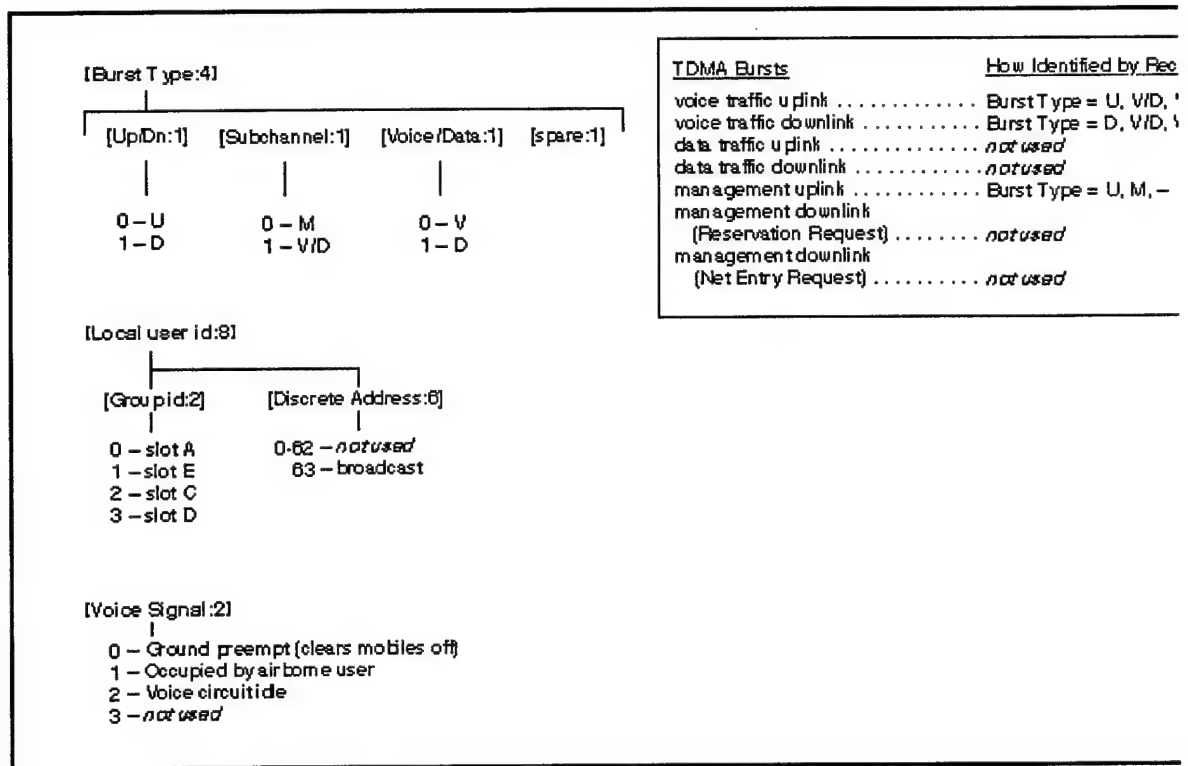 [Burst Type:4]
[Up/Dn:1] [Subchannel:1] [Voice/Data:1] [spare:1]
0 – U 0 – M 0 – V
1 – D 1 – V/D 1 – D
TDMA Bursts How Identified by Rec
voice traffic uplink ............. Burst Type = U, V/D,
voice traffic downlink ........... Burst Type = D, V/D,
data traffic uplink .............. not used
data traffic downlink ............ not used
management uplink ............. Burst Type = U, M, –
management downlink
(Reservation Request) ........ not used
management downlink
(Net Entry Request) .......... not used
[Local user id:8]
[Group id:2] [Discrete Address:6]
0 – slot A 0-62 – not used
1 – slot E 63 – broadcast
2 – slot C
3 – slot D
[Voice Signal:2]
0 – Ground preempt (clears mobiles off)
1 – Occupied by airborne user
2 – Voice circuit idle
3 – not used